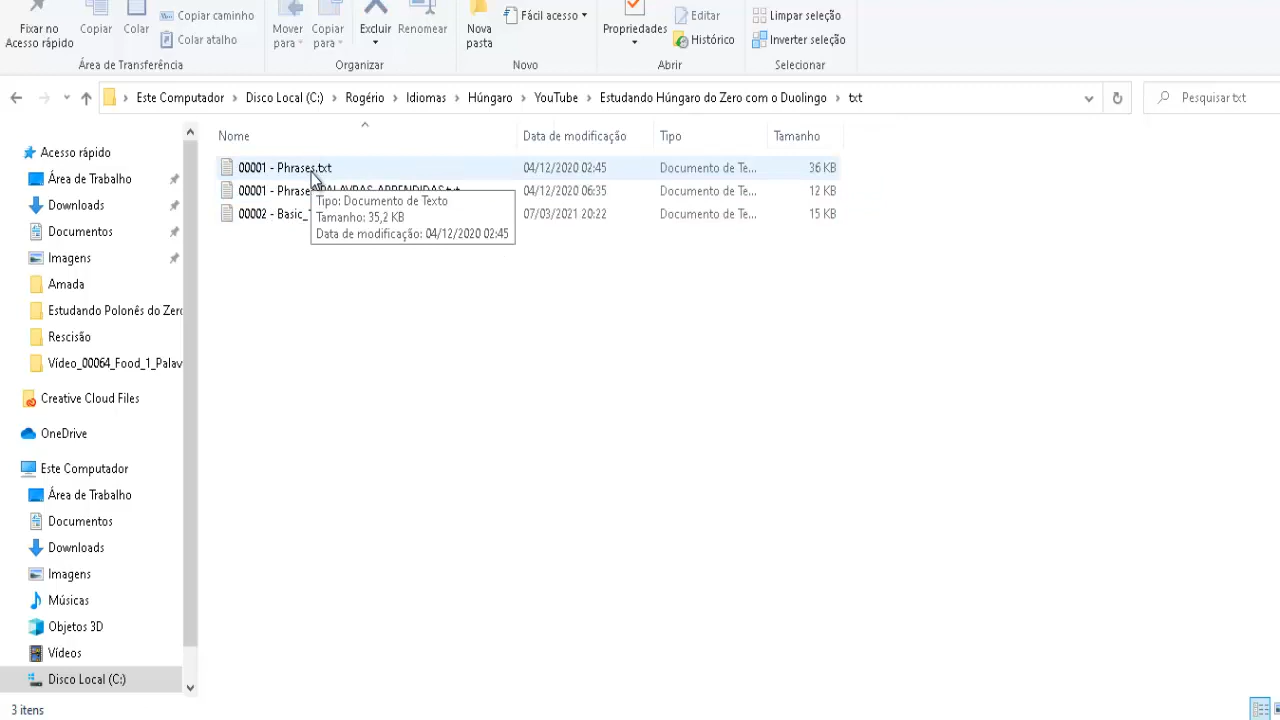 Copiar caminho
Fácil acesso
Editar
Limpar seleção
Fixar no
Acesso rápido
Copiar
Colar
Copiar atalho
Mover
para
Copiar
para
Excluir
Renomear
Nova
pasta
Propriedades
Histórico
Inverter seleção
Área de Transferência
Organizar
Novo
Abrir
Selecionar
Este Computador
Disco Local (C:)
Rogério
Idiomas
Húngaro
YouTube
Estudando Húngaro do Zero com o Duolingo
txt
Pesquisar txt
Nome
Data de modificação
Tipo
Tamanho
00001 - Phrases.txt
04/12/2020 02:45
Documento de Te...
36 KB
00001 - Phrase
04/12/2020 06:35
Documento de Te...
12 KB
00002 - Basic_
07/03/2021 20:22
Documento de Te...
15 KB
Tipo: Documento de Texto
Tamanho: 35,2 KB
Data de modificação: 04/12/2020 02:45
Acesso rápido
Área de Trabalho
Downloads
Documentos
Imagens
Amada
Estudando Polonês do Zero
Rescisão
Vídeo_00064_Food_1_Palav
Creative Cloud Files
OneDrive
Este Computador
Área de Trabalho
Documentos
Downloads
Imagens
Músicas
Objetos 3D
Vídeos
Disco Local (C:)
3 itens